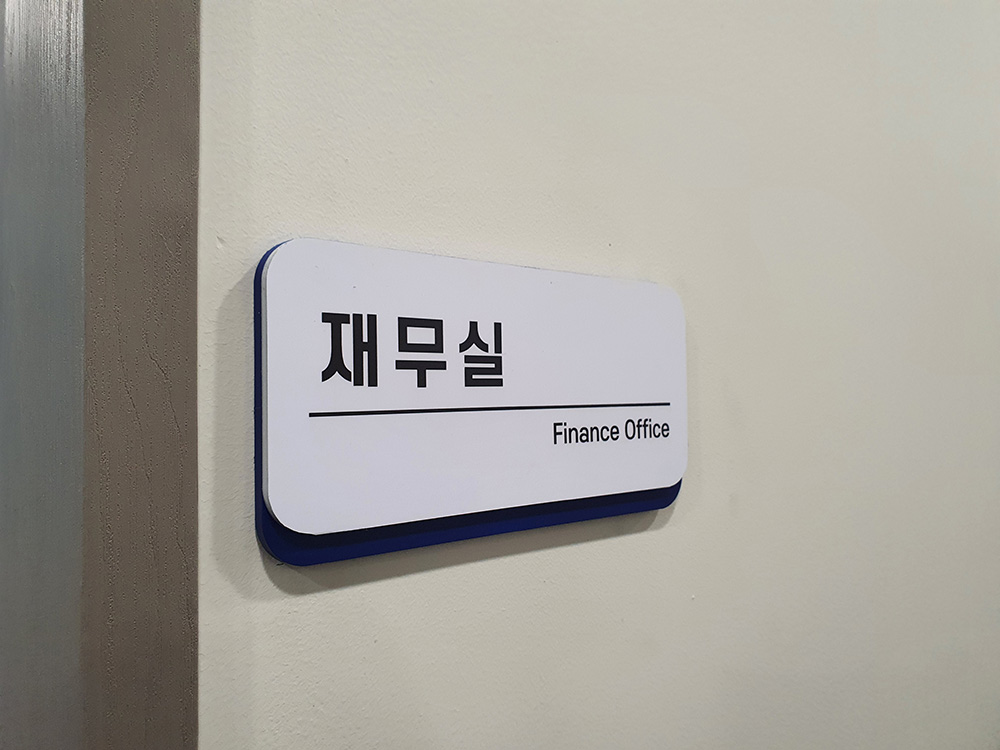 재무실
Finance Office